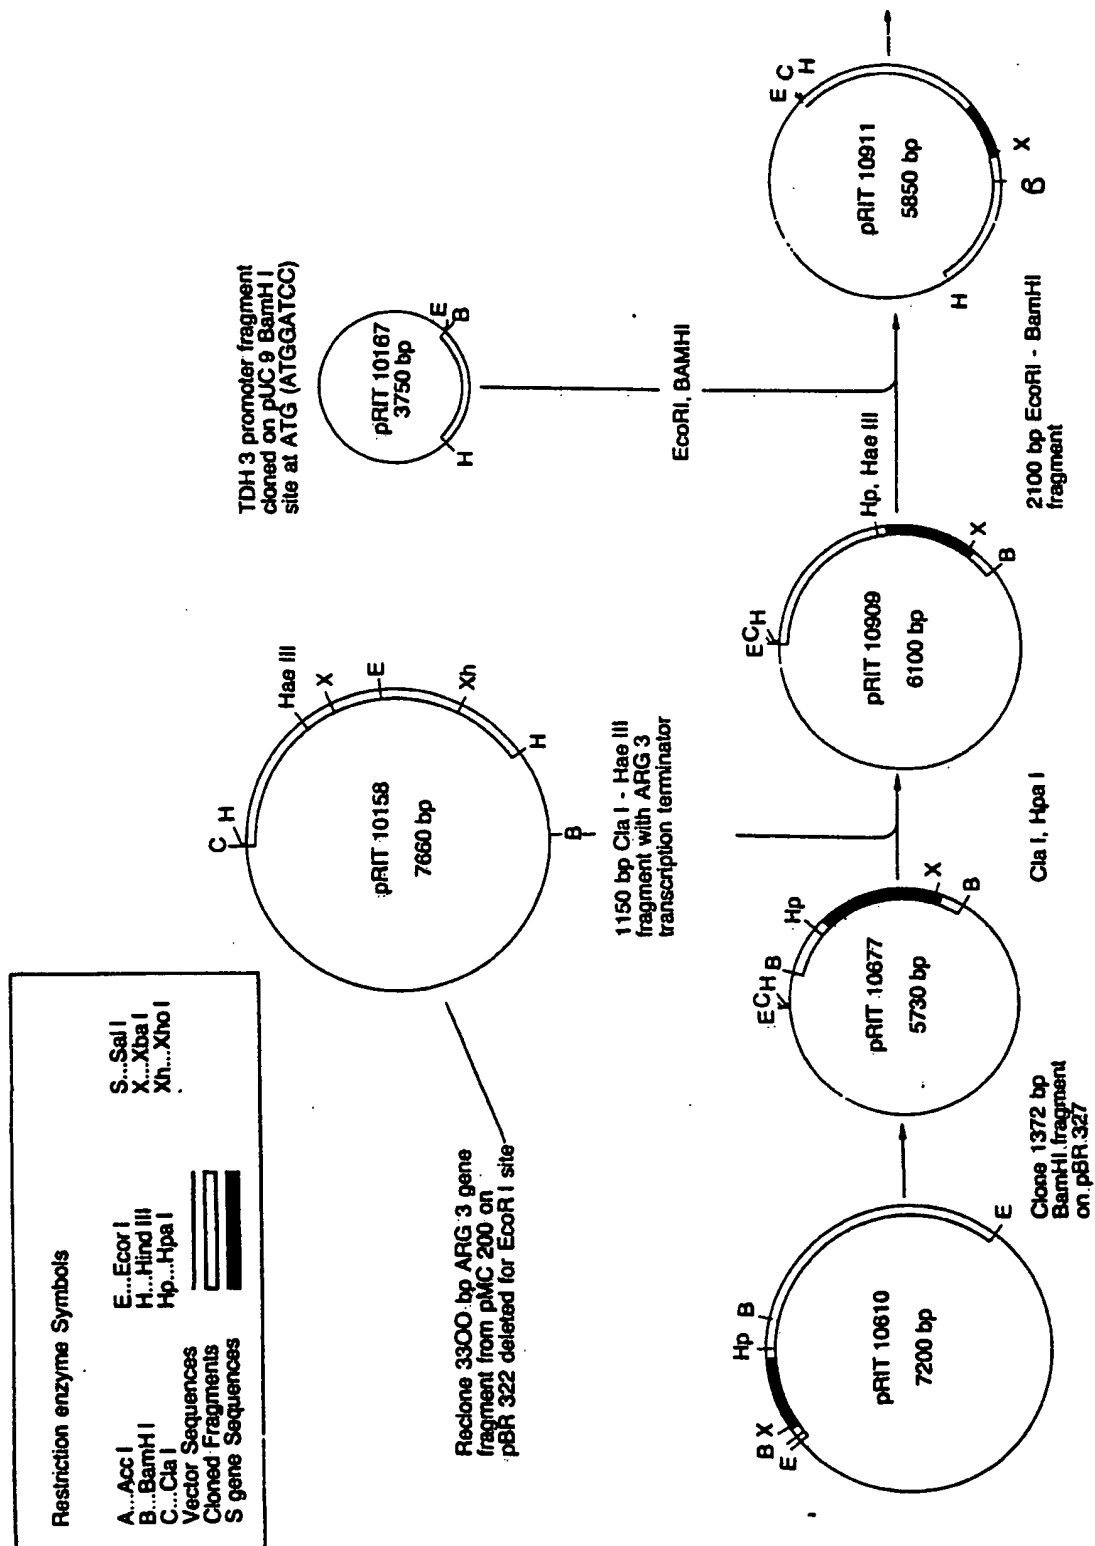 Restriction enzyme Symbols
A...Acc I
B...BamH I
C...Cla I
E...Ecor I
H...Hind III
Hp...Hpa I
S...Sal I
X...Xba I
Xh...Xho I
Vector Sequences
Cloned Fragments
S gene Sequences
Reclone 3300 bp ARG 3 gene
fragment from pMC 200 on
pBR 322 deleted for EcoR I site
C
H
Hae III
X
E
Xh
H
B
pRIT 10158
7660 bp
TDH 3 promoter fragment
cloned on pUC 9 BamH I
site at ATG (ATGGATCC)
pRIT 10167
3750 bp
H
E
B
1150 bp Cla I - Hae III
fragment with ARG 3
transcription terminator
EcoRI, BAMHI
E
B
X
Hp
B
E
pRIT 10610
7200 bp
Clone 1372 bp
BamHI fragment
on pBR 327
E
C
H
B
Hp
X
B
pRIT 10677
5730 bp
Cla I, Hpa I
E
C
H
Hp, Hae III
X
B
pRIT 10909
6100 bp
2100 bp EcoRI - BamHI
fragment
E
C
H
X
B
H
pRIT 10911
5850 bp